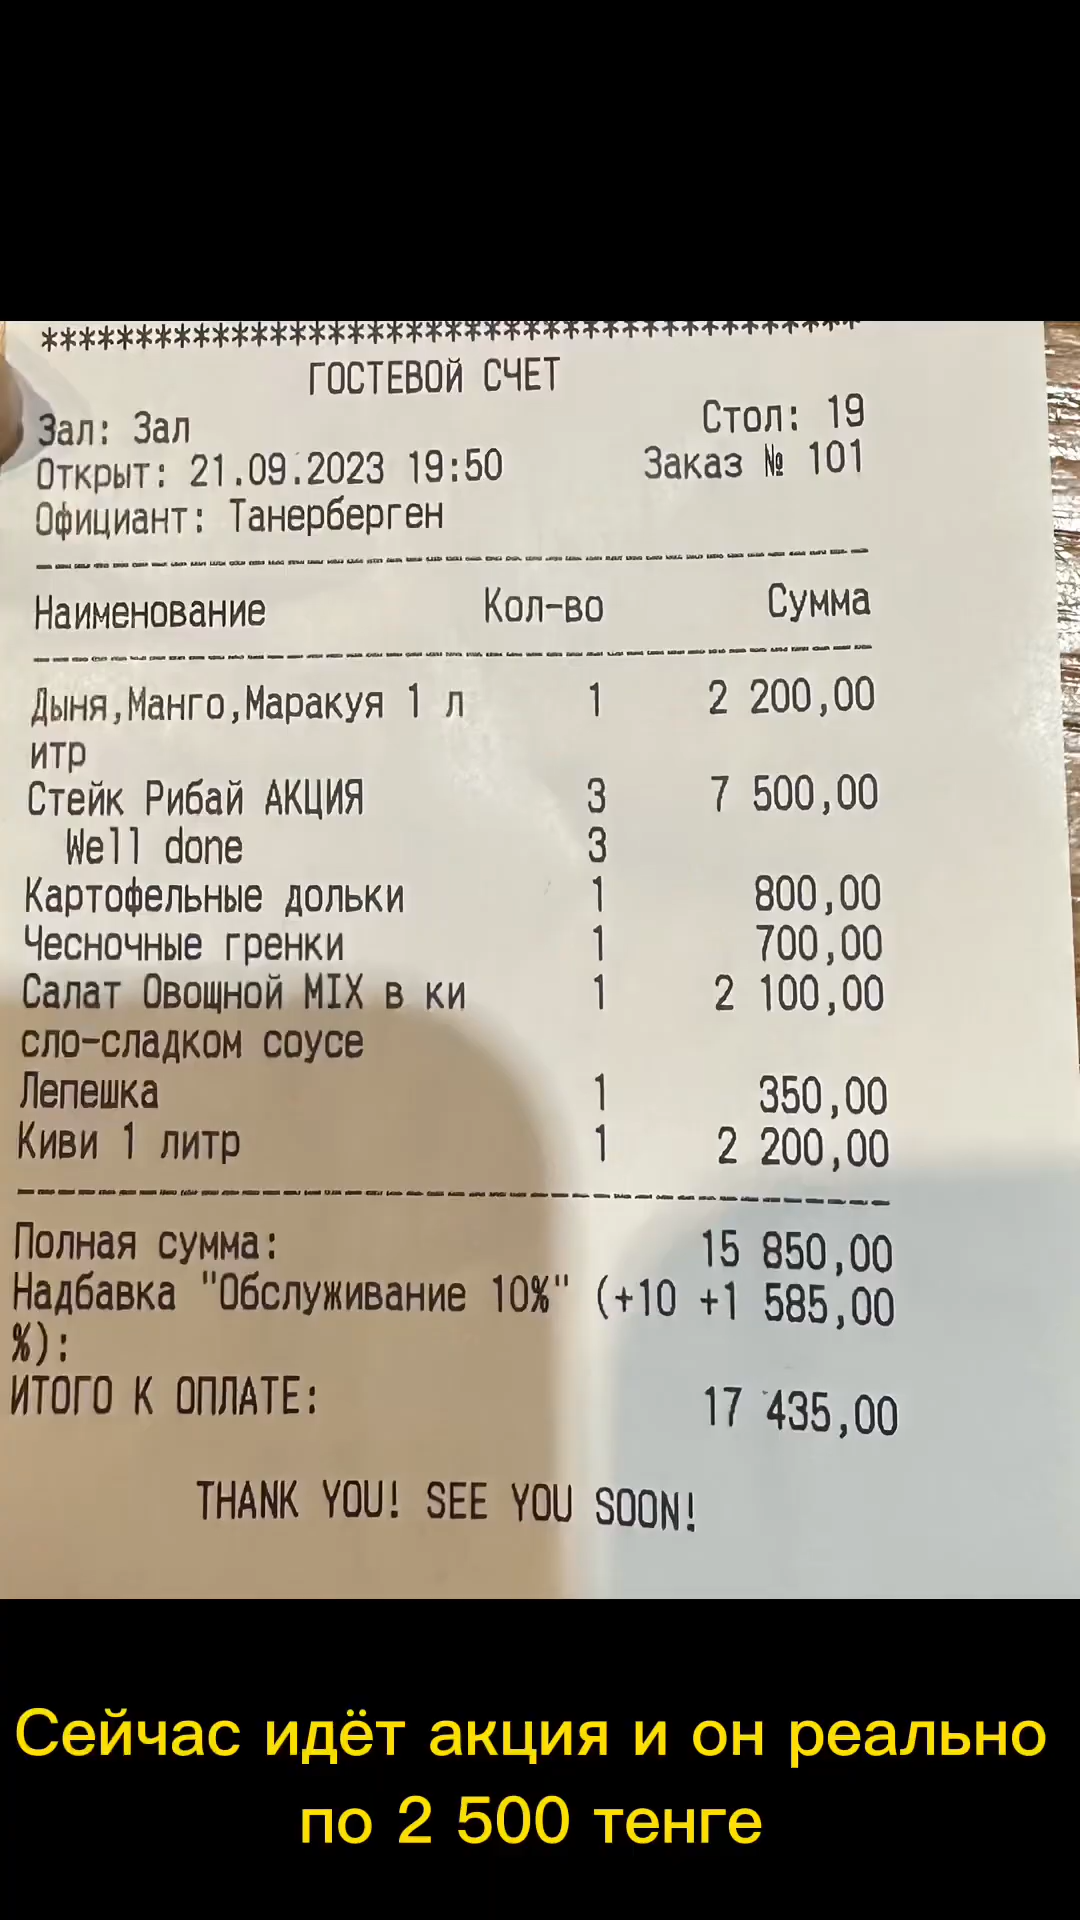 ******************************************
ГОСТЕВОЙ СЧЕТ
Зал: Зал Стол: 19
Открыт: 21.09.2023 19:50 Заказ № 101
Официант: Танерберген
Наименование Кол-во Сумма
Дыня,Манго,Маракуя 1 л 1 2 200,00
итр
Стейк Рибай АКЦИЯ 3 7 500,00
Well done 3
Картофельные дольки 1 800,00
Чесночные гренки 1 700,00
Салат Овощной MIX в ки 1 2 100,00
сло-сладком соусе
Лепешка 1 350,00
Киви 1 литр 1 2 200,00
Полная сумма: 15 850,00
Надбавка "Обслуживание 10%" (+10 +1 585,00
%):
ИТОГО К ОПЛАТЕ: 17 435,00
THANK YOU! SEE YOU SOON!
Сейчас идёт акция и он реально
по 2 500 тенге